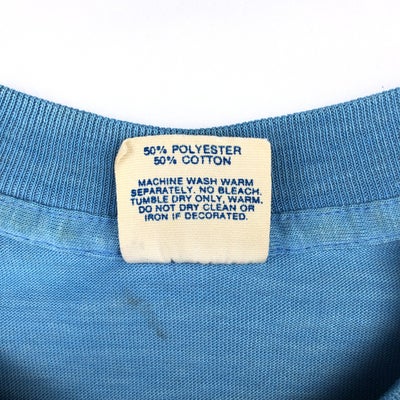 50% POLYESTER
50% COTTON
MACHINE WASH WARM
SEPARATELY. NO BLEACH.
TUMBLE DRY ONLY, WARM.
DO NOT DRY CLEAN OR
IRON IF DECORATED.